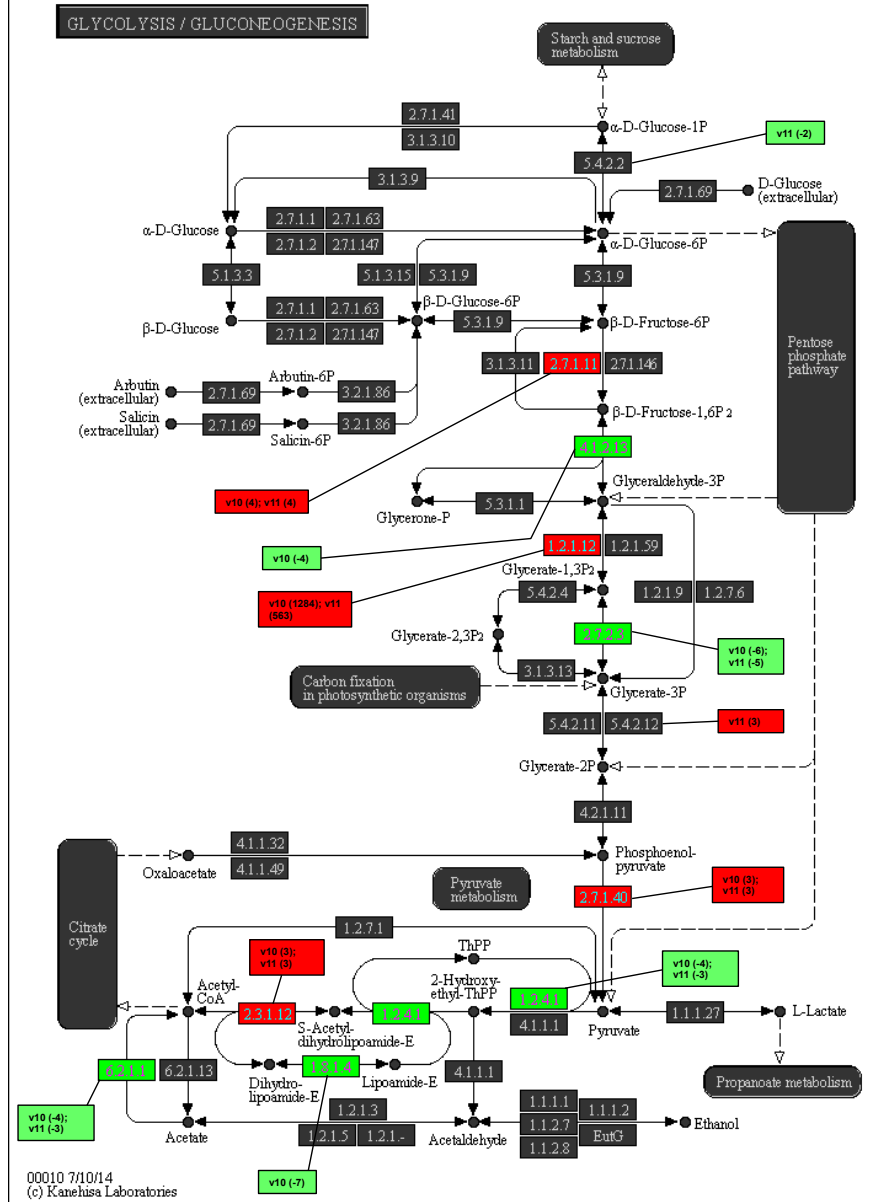 GLYCOLYSIS / GLUCONEOGENESIS
Starch and sucrose
metabolism
2.7.1.41
3.1.3.10
α-D-Glucose-1P
v11 (-2)
5.4.2.2
3.1.3.9
2.7.1.69
D-Glucose
(extracellular)
α-D-Glucose
2.7.1.1
2.7.1.63
2.7.1.2
2.7.1.147
α-D-Glucose-6P
5.1.3.3
5.1.3.15
5.3.1.9
5.3.1.9
β-D-Glucose-6P
β-D-Glucose
2.7.1.1
2.7.1.63
2.7.1.2
2.7.1.147
5.3.1.9
β-D-Fructose-6P
Pentose
phosphate
pathway
3.1.3.11
2.7.1.11
2.7.1.146
Arbutin
(extracellular)
2.7.1.69
Arbutin-6P
3.2.1.86
Salicin
(extracellular)
2.7.1.69
Salicin-6P
3.2.1.86
β-D-Fructose-1,6P2
4.1.2.13
Glyceraldehyde-3P
v10 (4); v11 (4)
Glycerone-P
5.3.1.1
v10 (-4)
1.2.1.12
1.2.1.59
Glycerate-1,3P2
v10 (1284); v11
(563)
5.4.2.4
1.2.1.9
1.2.7.6
Glycerate-2,3P2
2.7.2.3
v10 (-6);
v11 (-5)
3.1.3.13
Glycerate-3P
Carbon fixation
in photosynthetic organisms
5.4.2.11
5.4.2.12
v11 (3)
Glycerate-2P
4.2.1.11
Citrate
cycle
4.1.1.32
4.1.1.49
Oxaloacetate
Phosphoenol-
pyruvate
Pyruvate
metabolism
2.7.1.40
v10 (3);
v11 (3)
1.2.7.1
v10 (3);
v11 (3)
ThPP
v10 (-4);
v11 (-3)
Acetyl-
CoA
2-Hydroxy-
ethyl-ThPP
2.3.1.12
S-Acetyl-
dihydrolipoamide-E
1.2.4.1
1.2.4.1
4.1.1.1
Pyruvate
1.1.1.27
L-Lactate
6.2.1.1
6.2.1.13
Dihydro-
lipoamide-E
1.8.1.4
Lipoamide-E
4.1.1.1
Propanoate metabolism
v10 (-4);
v11 (-3)
Acetate
1.2.1.3
1.2.1.5
1.2.1.-
Acetaldehyde
1.1.1.1
1.1.1.2
1.1.2.7
EutG
1.1.2.8
Ethanol
v10 (-7)
00010 7/10/14
(c) Kanehisa Laboratories